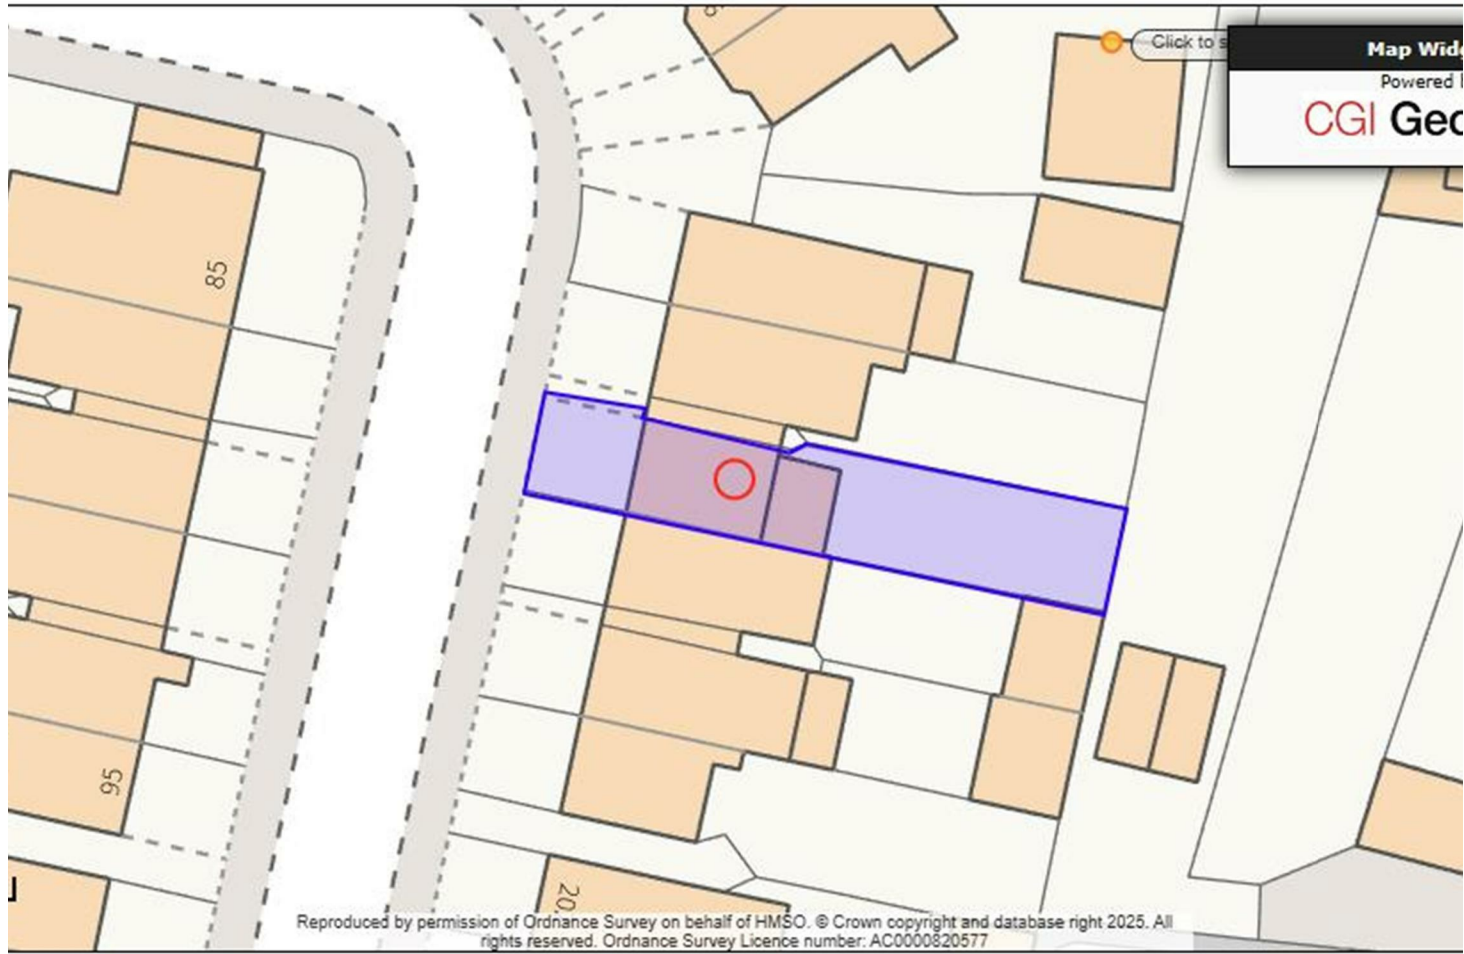 Click to s
Map Widg
Powered b
CGI Geo
85
95
20
Reproduced by permission of Ordnance Survey on behalf of HMSO. © Crown copyright and database right 2025. All
rights reserved. Ordnance Survey Licence number: AC0000820577